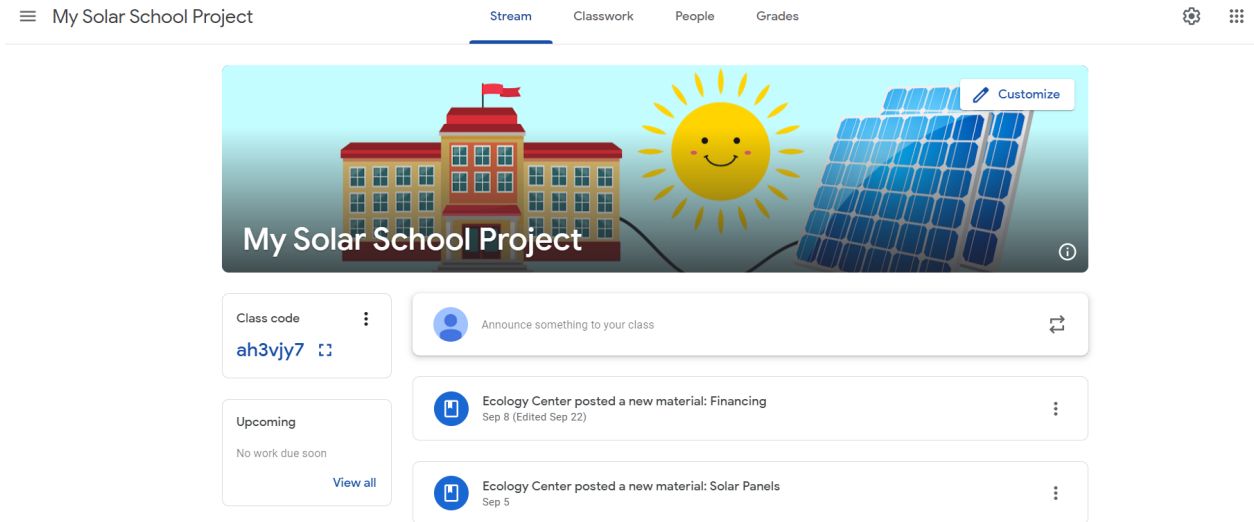 My Solar School Project
Stream Classwork People Grades
Customize
My Solar School Project
Class code
ah3vjy7
Upcoming
No work due soon
View all
Announce something to your class
Ecology Center posted a new material: Financing
Sep 8 (Edited Sep 22)
Ecology Center posted a new material: Solar Panels
Sep 5